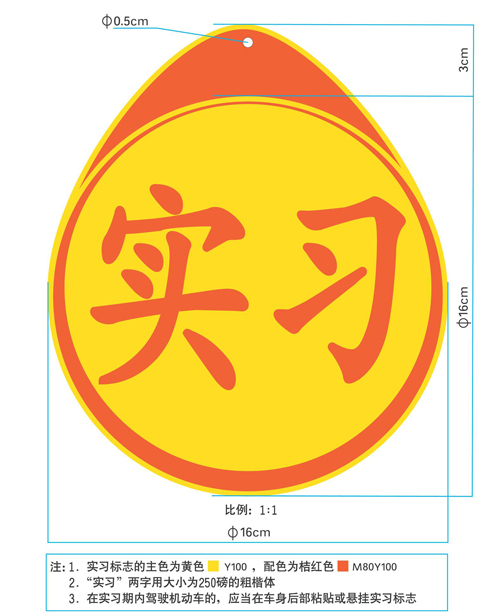 Φ0.5cm
3cm
实习
Φ16cm
比例：1:1
Φ16cm
注：1. 实习标志的主色为黄色 Y100 ，配色为桔红色 M80Y100
2. “实习”两字用大小为250磅的粗楷体
3. 在实习期内驾驶机动车的，应当在车身后部粘贴或悬挂实习标志